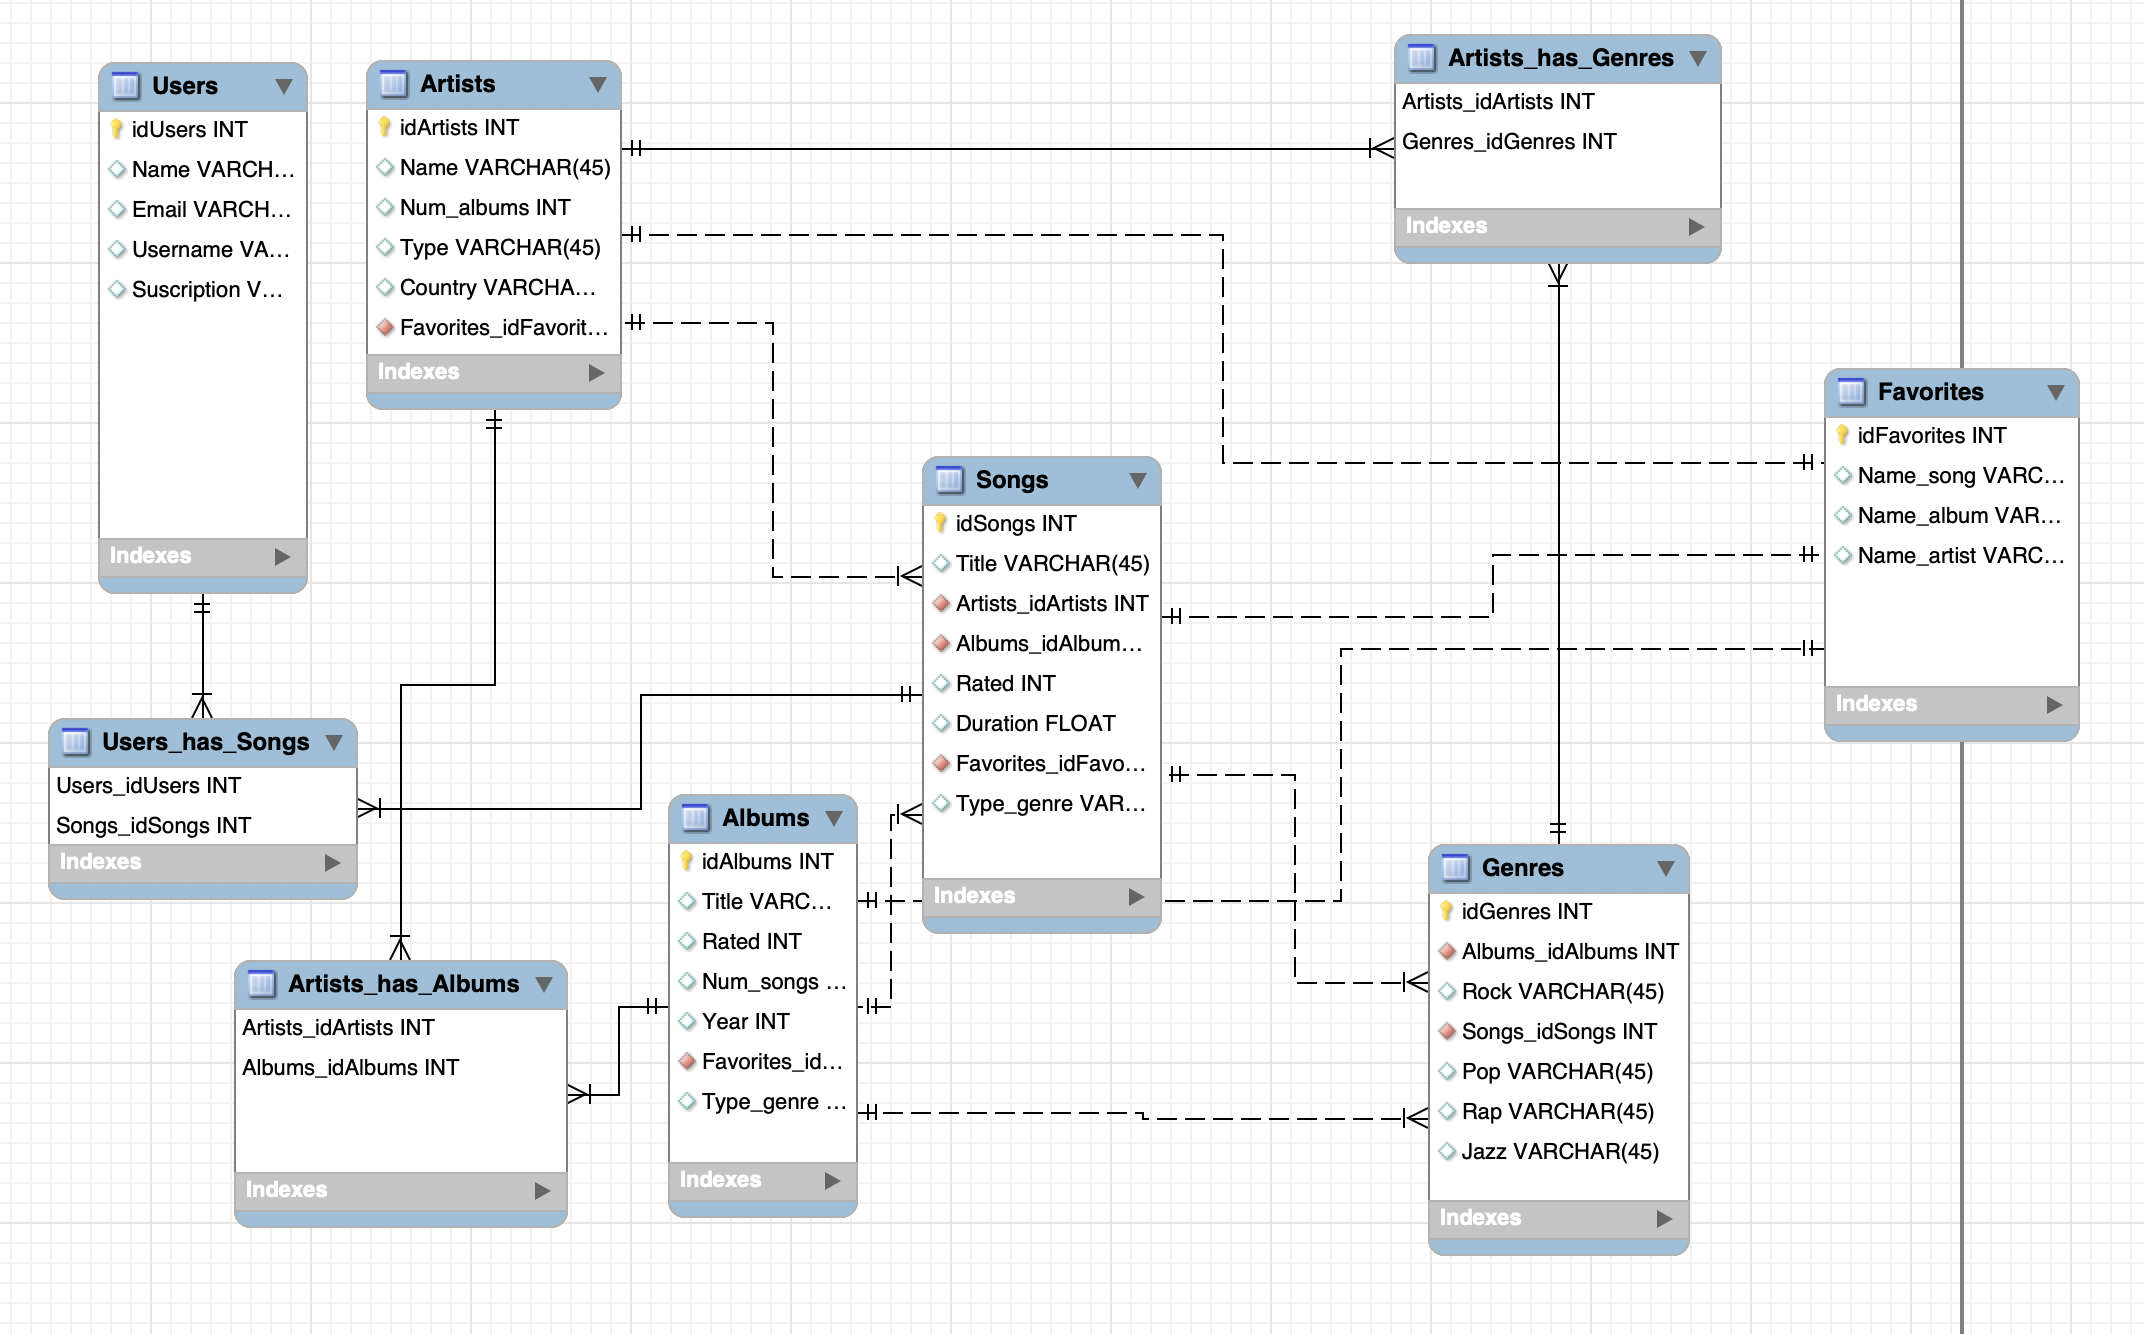 Users
idUsers INT
Name VARCH...
Email VARCH...
Username VA...
Suscription V...
Indexes
Artists
idArtists INT
Name VARCHAR(45)
Num_albums INT
Type VARCHAR(45)
Country VARCHA...
Favorites_idFavorit...
Indexes
Artists_has_Genres
Artists_idArtists INT
Genres_idGenres INT
Indexes
Favorites
idFavorites INT
Name_song VARC...
Name_album VAR...
Name_artist VARC...
Indexes
Songs
idSongs INT
Title VARCHAR(45)
Artists_idArtists INT
Albums_idAlbum...
Rated INT
Duration FLOAT
Favorites_idFavo...
Type_genre VAR...
Indexes
Users_has_Songs
Users_idUsers INT
Songs_idSongs INT
Indexes
Albums
idAlbums INT
Title VARC...
Rated INT
Num_songs ...
Year INT
Favorites_id...
Type_genre ...
Indexes
Genres
idGenres INT
Albums_idAlbums INT
Rock VARCHAR(45)
Songs_idSongs INT
Pop VARCHAR(45)
Rap VARCHAR(45)
Jazz VARCHAR(45)
Indexes
Artists_has_Albums
Artists_idArtists INT
Albums_idAlbums INT
Indexes